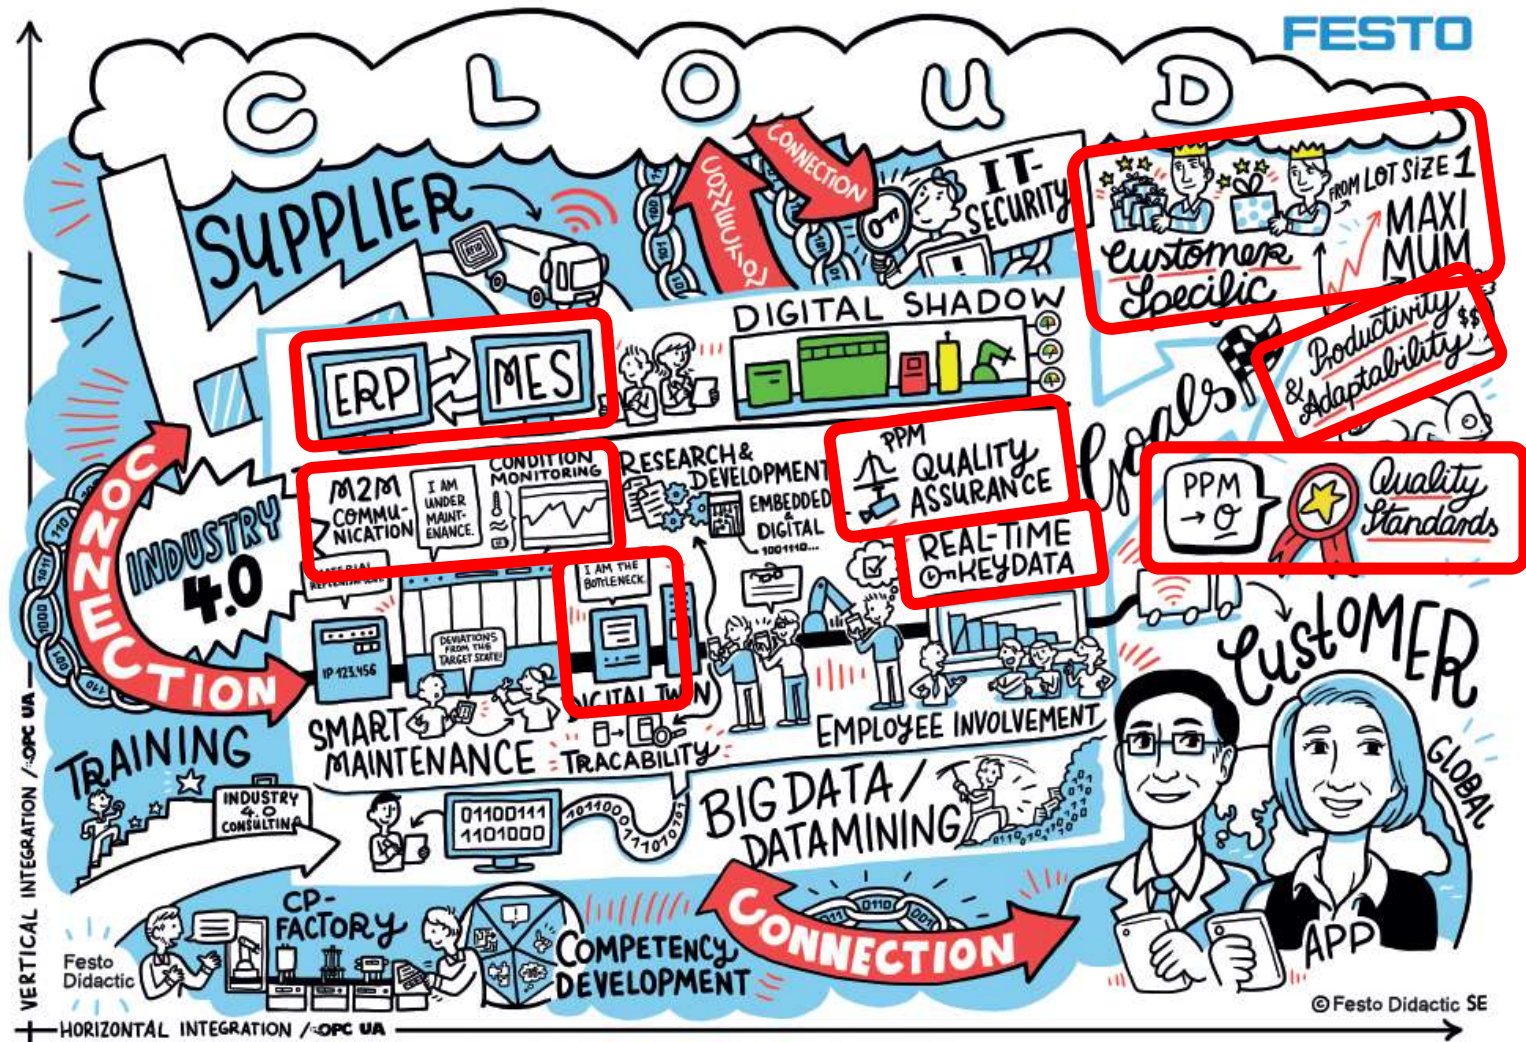 FESTO
CLOUD
SUPPLIER
RFID
CONNECTION
CONNECTION
IT-
SECURITY
FROM LOT SIZE 1
MAXI
MUM
Customer
Specific
Productivity $$
& Adaptability
DIGITAL SHADOW
ERP
MES
Goals
PPM
QUALITY
ASSURANCE
PPM
→ 0
Quality
Standards
M2M
COMMU-
NICATION
I AM
UNDER
MAINT-
ENANCE.
CONDITION
MONITORING
RESEARCH &
DEVELOPMENT
EMBEDDED
&
DIGITAL
1001110...
REAL-TIME
KEYDATA
CONNECTION
INDUSTRY
4.0
MATERIAL
I AM THE
BOTTLENECK.
IP 123.456
DEVIATIONS
FROM THE
TARGET STATE!
DIGITAL TWIN
SMART
MAINTENANCE
TRACABILITY
EMPLOYEE INVOLVEMENT
CUSTOMER
GLOBAL
TRAINING
INDUSTRY
4.0
CONSULTING
01100111
1101000
BIG DATA /
DATAMINING
CP-
FACTORY
COMPETENCY
DEVELOPMENT
CONNECTION
APP
Festo
Didactic
© Festo Didactic SE
VERTICAL INTEGRATION / OPC UA
HORIZONTAL INTEGRATION / OPC UA